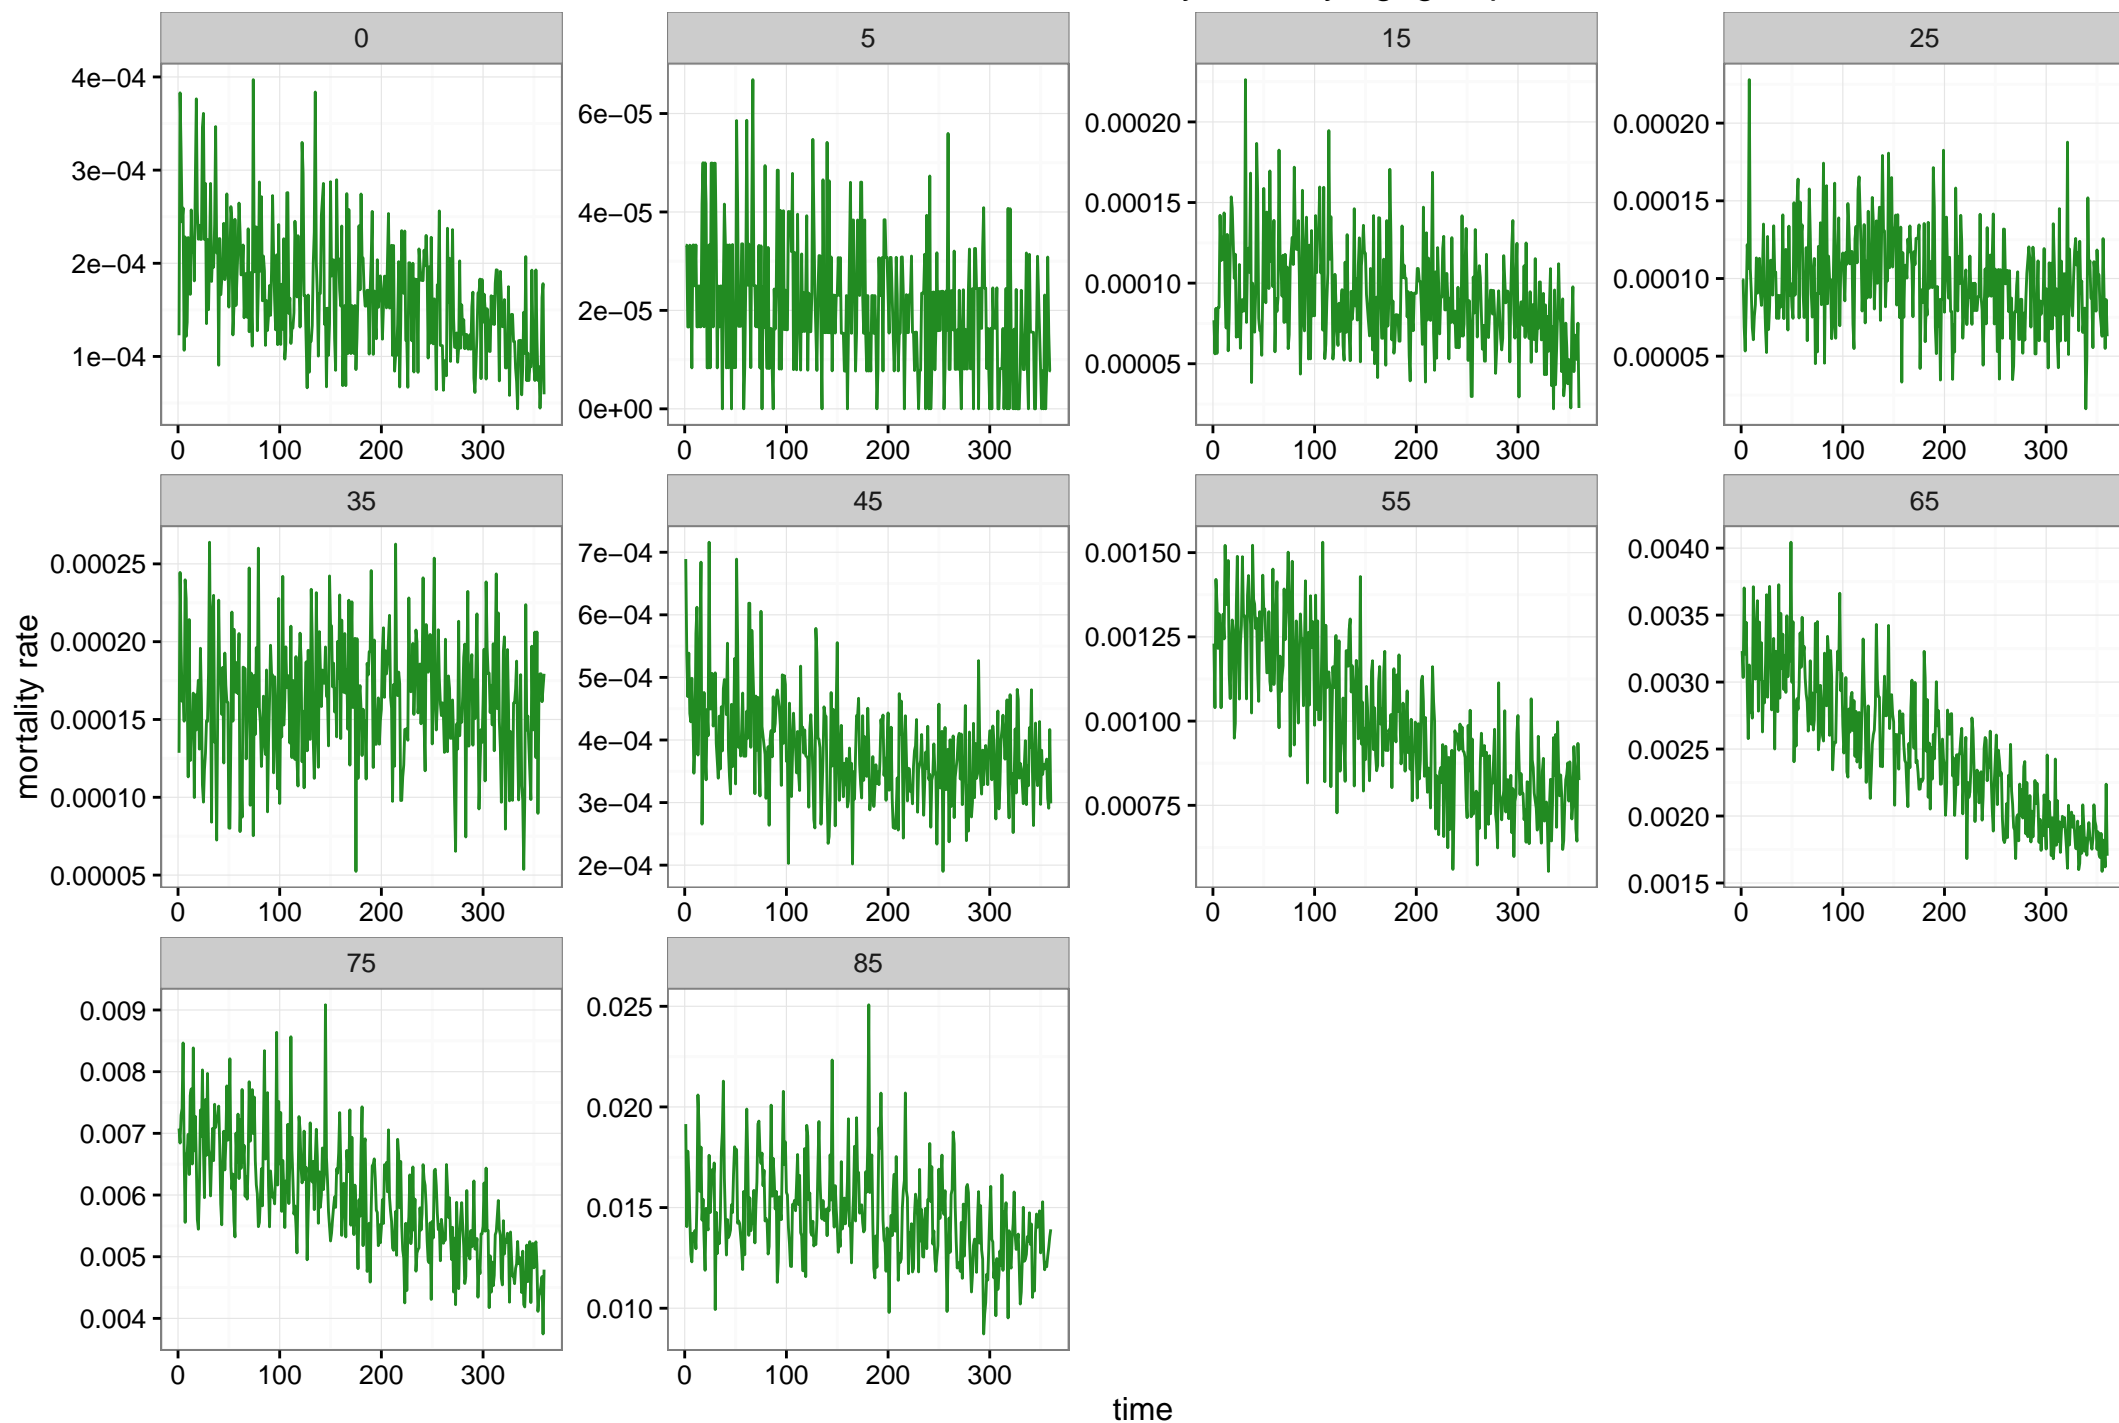 0 5 15 25
4e−04 6e−05 0.00020 0.00020
3e−04 4e−05 0.00015 0.00015
2e−04 2e−05 0.00010 0.00010
1e−04 0e+00 0.00005 0.00005
0 100 200 300 0 100 200 300 0 100 200 300 0 100 200 300
35 45 55 65
0.00025 7e−04 0.00150 0.0040
0.00020 6e−04 0.00125 0.0035
0.00015 5e−04 0.00100 0.0030
0.00010 4e−04 0.00075 0.0025
0.00005 3e−04 0.0020
2e−04 0.0015
0 100 200 300 0 100 200 300 0 100 200 300 0 100 200 300
mortality rate
75 85
0.009 0.025
0.008 0.020
0.007 0.015
0.006 0.010
0.005
0.004
0 100 200 300 0 100 200 300
time